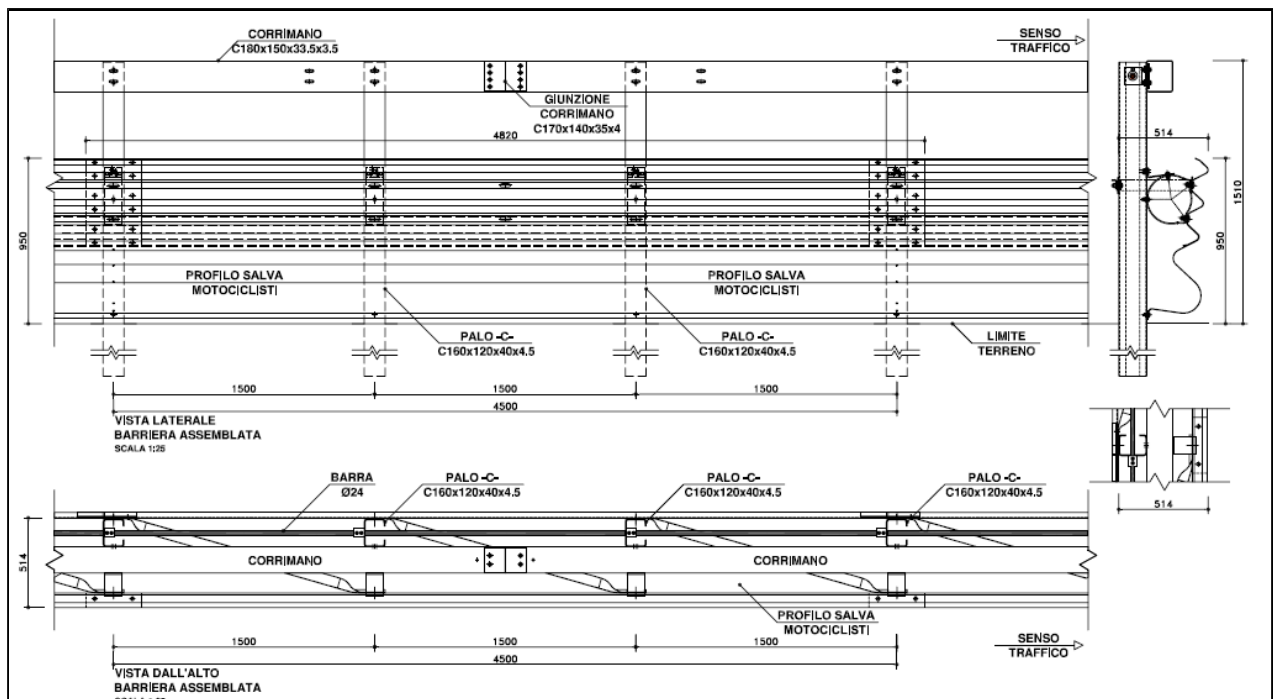 CORRIMANO
C180x150x33.5x3.5
SENSO
TRAFFICO
GIUNZIONE
CORRIMANO
C170x140x35x4
4820
514
950
950
1510
PROFILO SALVA
MOTOCICLISTI
PROFILO SALVA
MOTOCICLISTI
PALO -C-
C160x120x40x4.5
PALO -C-
C160x120x40x4.5
LIMITE
TERRENO
1500
1500
1500
4500
VISTA LATERALE
BARRIERA ASSEMBLATA
SCALA 1:25
514
BARRA
Ø24
PALO -C-
C160x120x40x4.5
PALO -C-
C160x120x40x4.5
PALO -C-
C160x120x40x4.5
514
CORRIMANO
CORRIMANO
PROFILO SALVA
MOTOCICLISTI
1500
1500
1500
4500
SENSO
TRAFFICO
VISTA DALL'ALTO
BARRIERA ASSEMBLATA